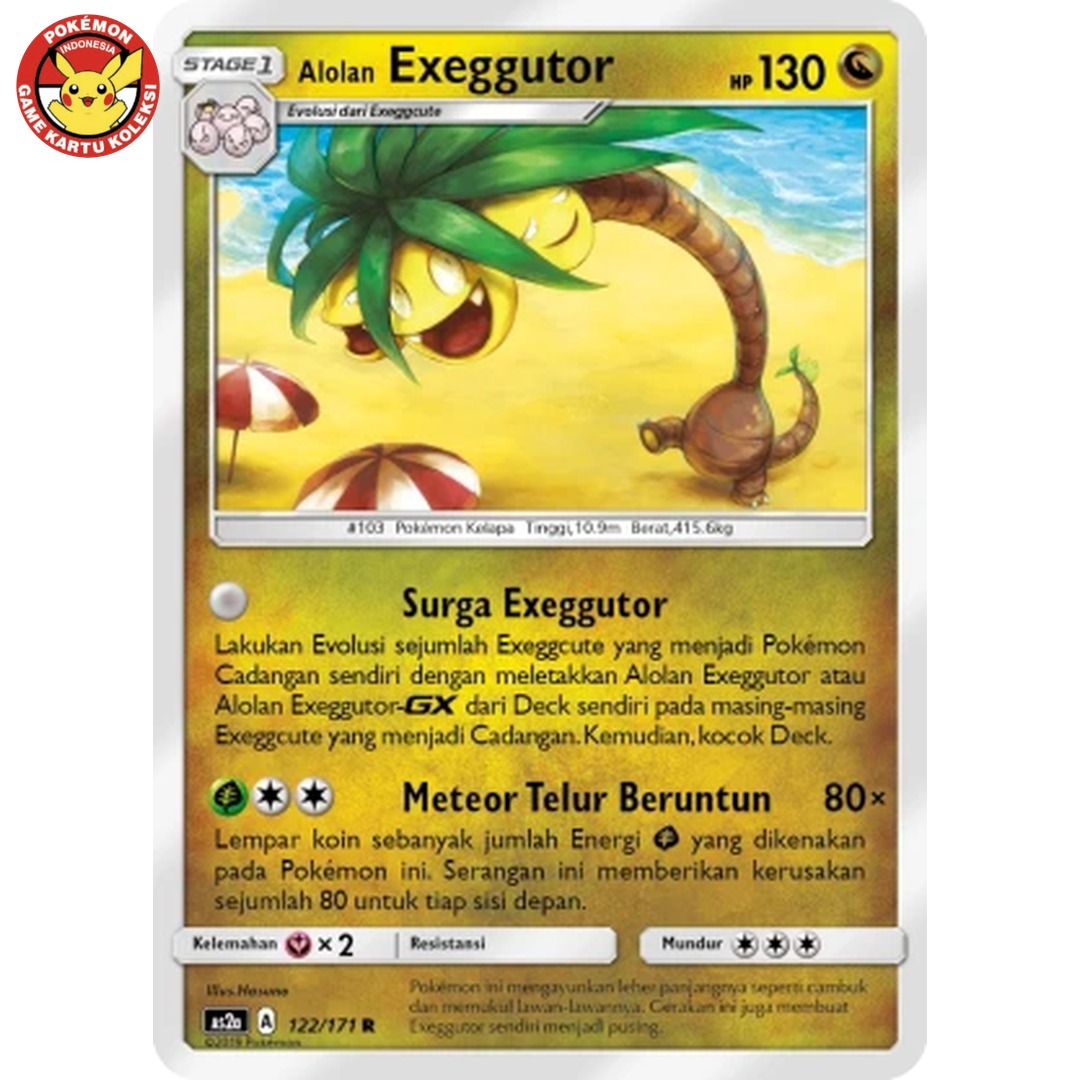 POKÉMON
INDONESIA
GAME KARTU KOLEKSI
STAGE 1
Alolan Exeggutor
HP 130
Evolusi dari Exeggcute
#103 Pokémon Kelapa Tinggi,10.9m Berat,415.6kg
Surga Exeggutor
Lakukan Evolusi sejumlah Exeggcute yang menjadi Pokémon
Cadangan sendiri dengan meletakkan Alolan Exeggutor atau
Alolan Exeggutor-GX dari Deck sendiri pada masing-masing
Exeggcute yang menjadi Cadangan. Kemudian, kocok Deck.
Meteor Telur Beruntun 80×
Lempar koin sebanyak jumlah Energi yang dikenakan
pada Pokémon ini. Serangan ini memberikan kerusakan
sejumlah 80 untuk tiap sisi depan.
Kelemahan ×2 Resistansi Mundur
Illus.Hasuno
Pokémon ini mengayunkan leher panjangnya seperti cambuk
dan memukul lawan-lawannya. Gerakan ini juga membuat
Exeggutor sendiri menjadi pusing.
AS2a A 122/171 R
©2019 Pokémon